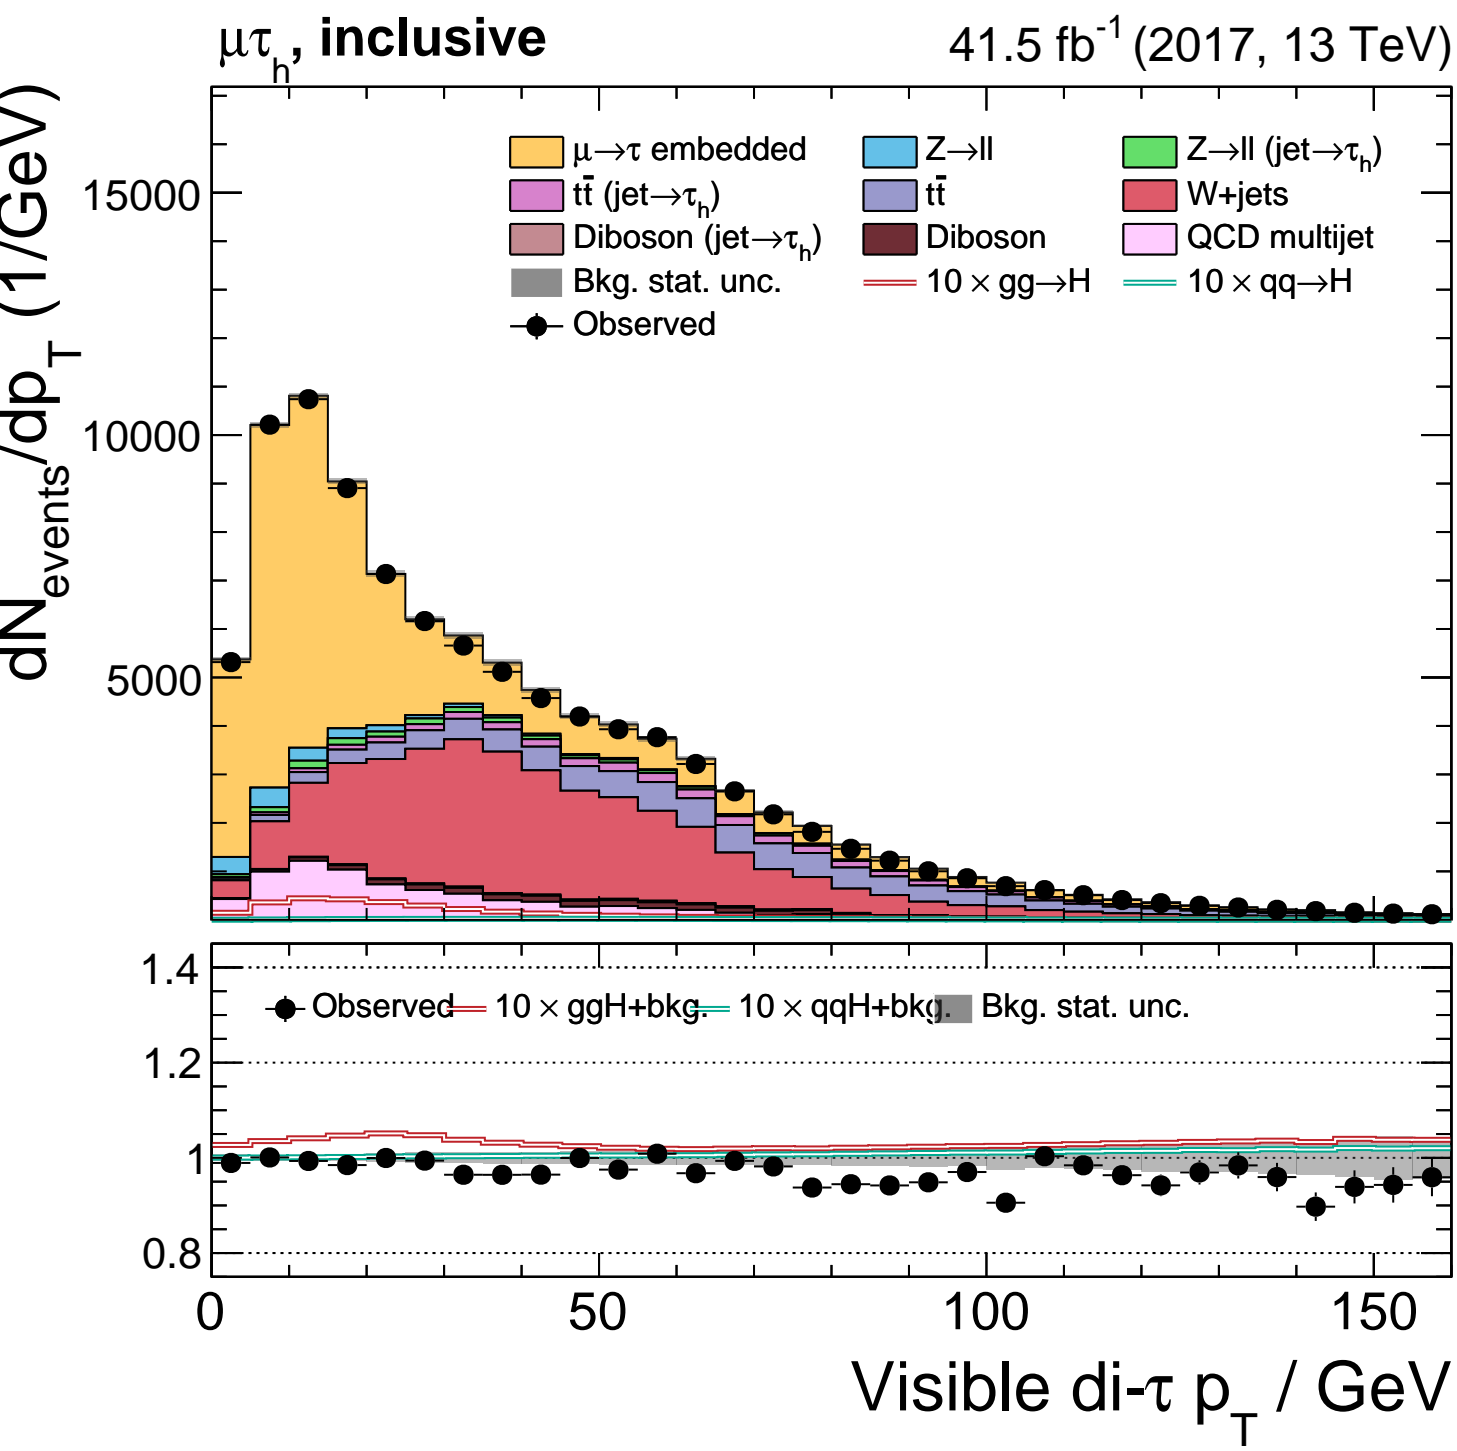 μτh, inclusive
41.5 fb-1 (2017, 13 TeV)
dNevents/dpT (1/GeV)
μ→τ embedded
Z→ll
Z→ll (jet→τh)
tt̄ (jet→τh)
tt̄
W+jets
Diboson (jet→τh)
Diboson
QCD multijet
Bkg. stat. unc.
10 × gg→H
10 × qq→H
Observed
15000
10000
5000
1.4
Observed
10 × ggH+bkg.
10 × qqH+bkg.
Bkg. stat. unc.
1.2
1
0.8
0
50
100
150
Visible di-τ pT / GeV